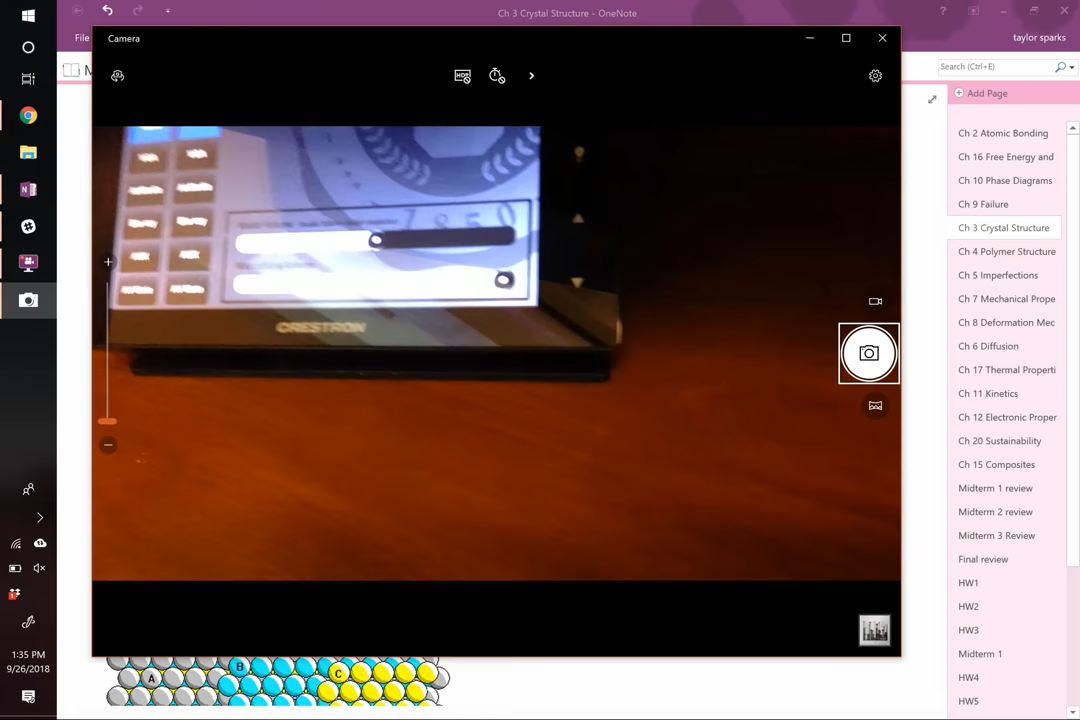 Ch 3 Crystal Structure - OneNote
File
taylor sparks
Camera
HDR
Search (Ctrl+E)
Add Page
Ch 2 Atomic Bonding
Ch 16 Free Energy and
Ch 10 Phase Diagrams
Ch 9 Failure
Ch 3 Crystal Structure
Ch 4 Polymer Structure
Ch 5 Imperfections
Ch 7 Mechanical Prope
Ch 8 Deformation Mec
Ch 6 Diffusion
Ch 17 Thermal Properti
Ch 11 Kinetics
Ch 12 Electronic Proper
Ch 20 Sustainability
Ch 15 Composites
Midterm 1 review
Midterm 2 review
Midterm 3 Review
Final review
HW1
HW2
HW3
Midterm 1
HW4
HW5
1850
CRESTRON
1:35 PM
9/26/2018
A
B
C